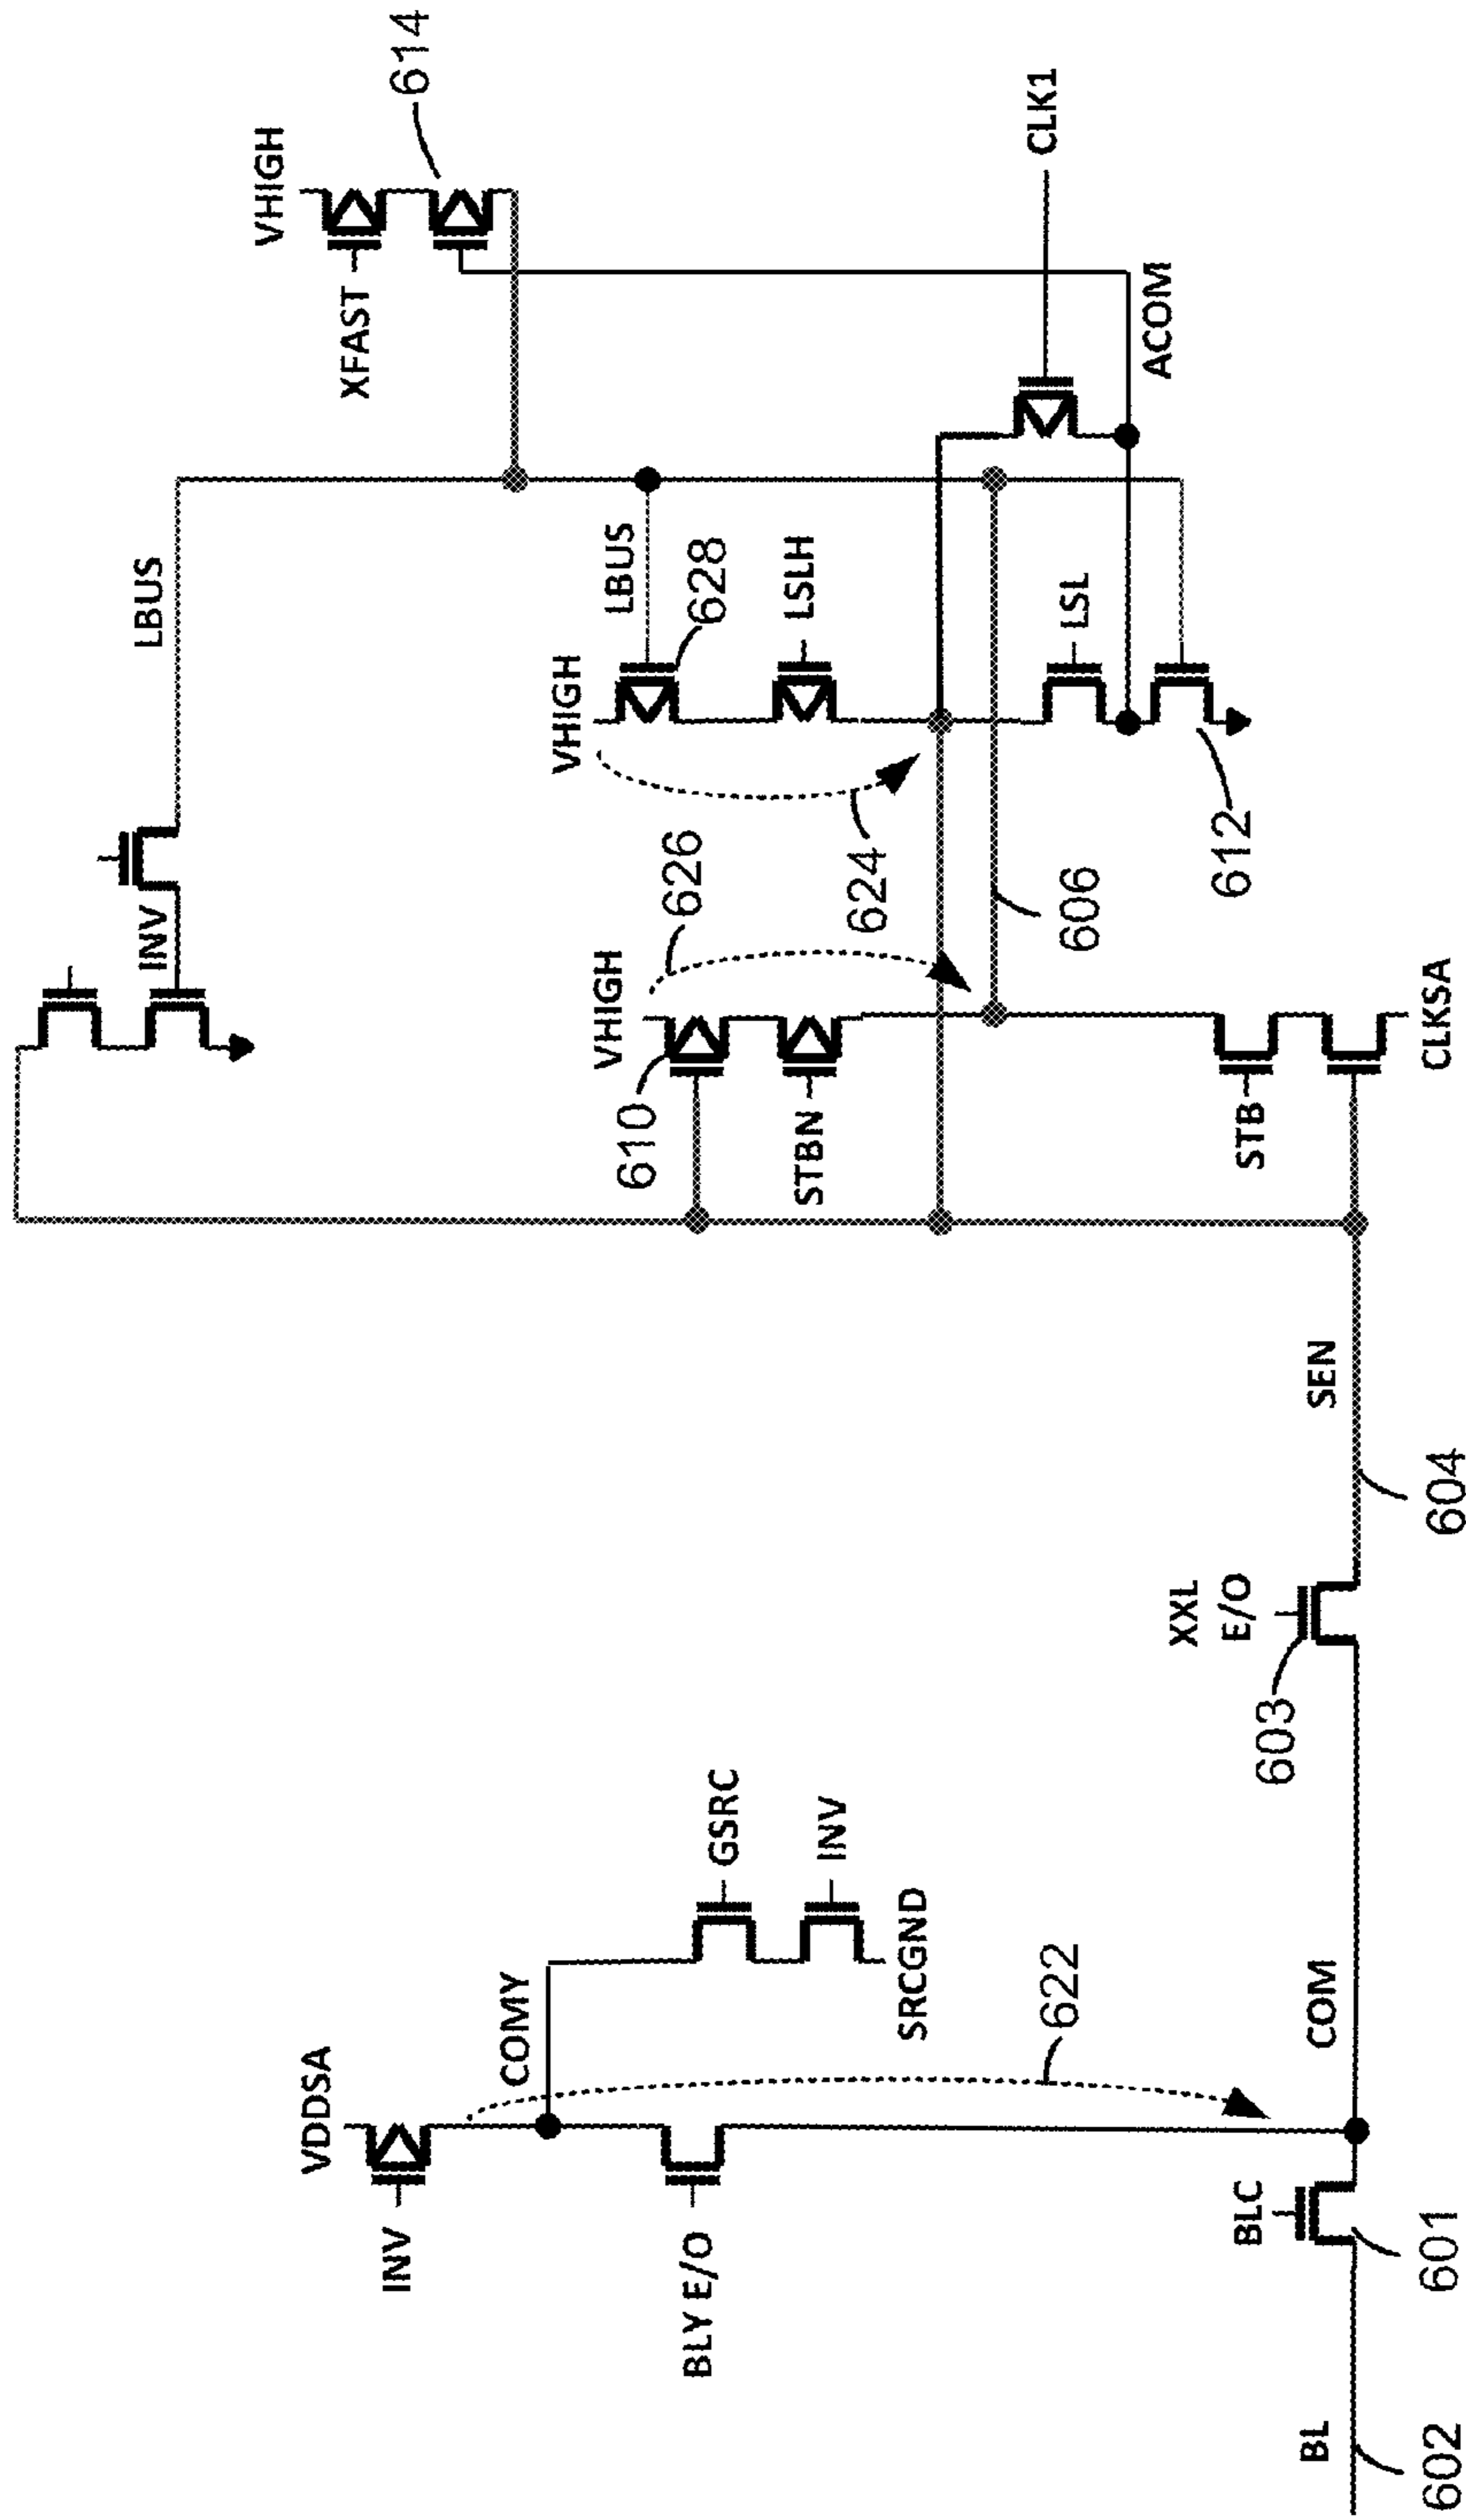 LBUS
INV
VHIGH
614
XFAST
VDDSA
INV
COMY
BLY E/O
GSRC
INV
SRCGND
622
VHIGH
626
610
STBN
VHIGH
LBUS
628
LSLH
624
606
LSL
CLK1
ACOM
612
STB
CLKSA
XXL
E/O
603
BLC
BL
COM
SEN
602
601
604